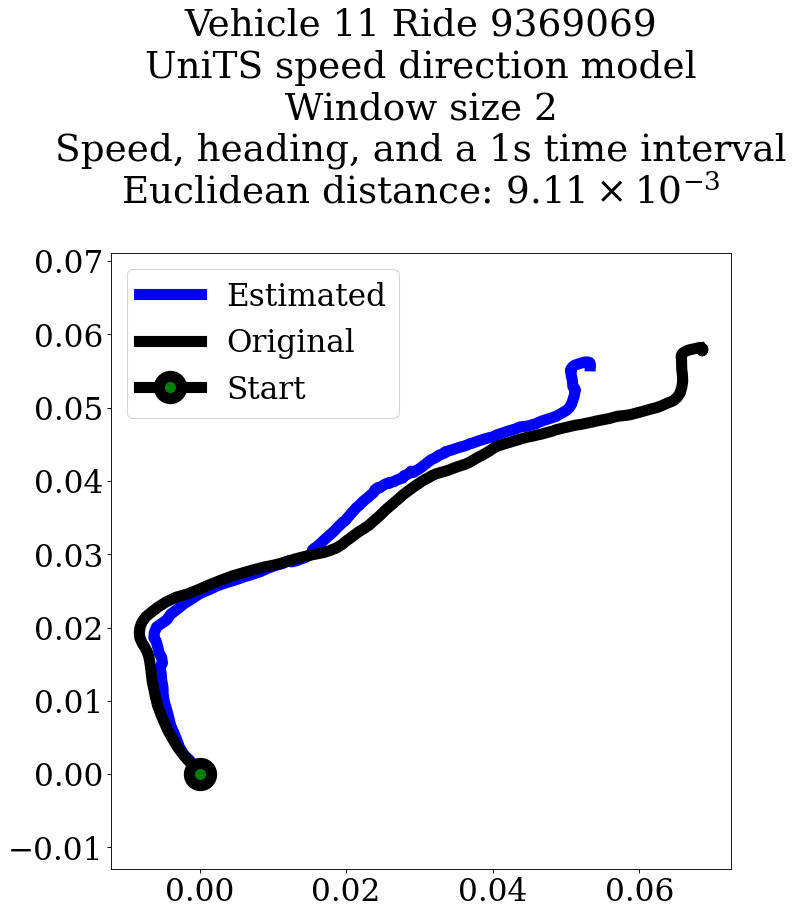 Vehicle 11 Ride 9369069
UniTS speed direction model
Window size 2
Speed, heading, and a 1s time interval
Euclidean distance: 9.11 × 10⁻³
0.07
0.06
0.05
0.04
0.03
0.02
0.01
0.00
−0.01
Estimated
Original
Start
0.00 0.02 0.04 0.06